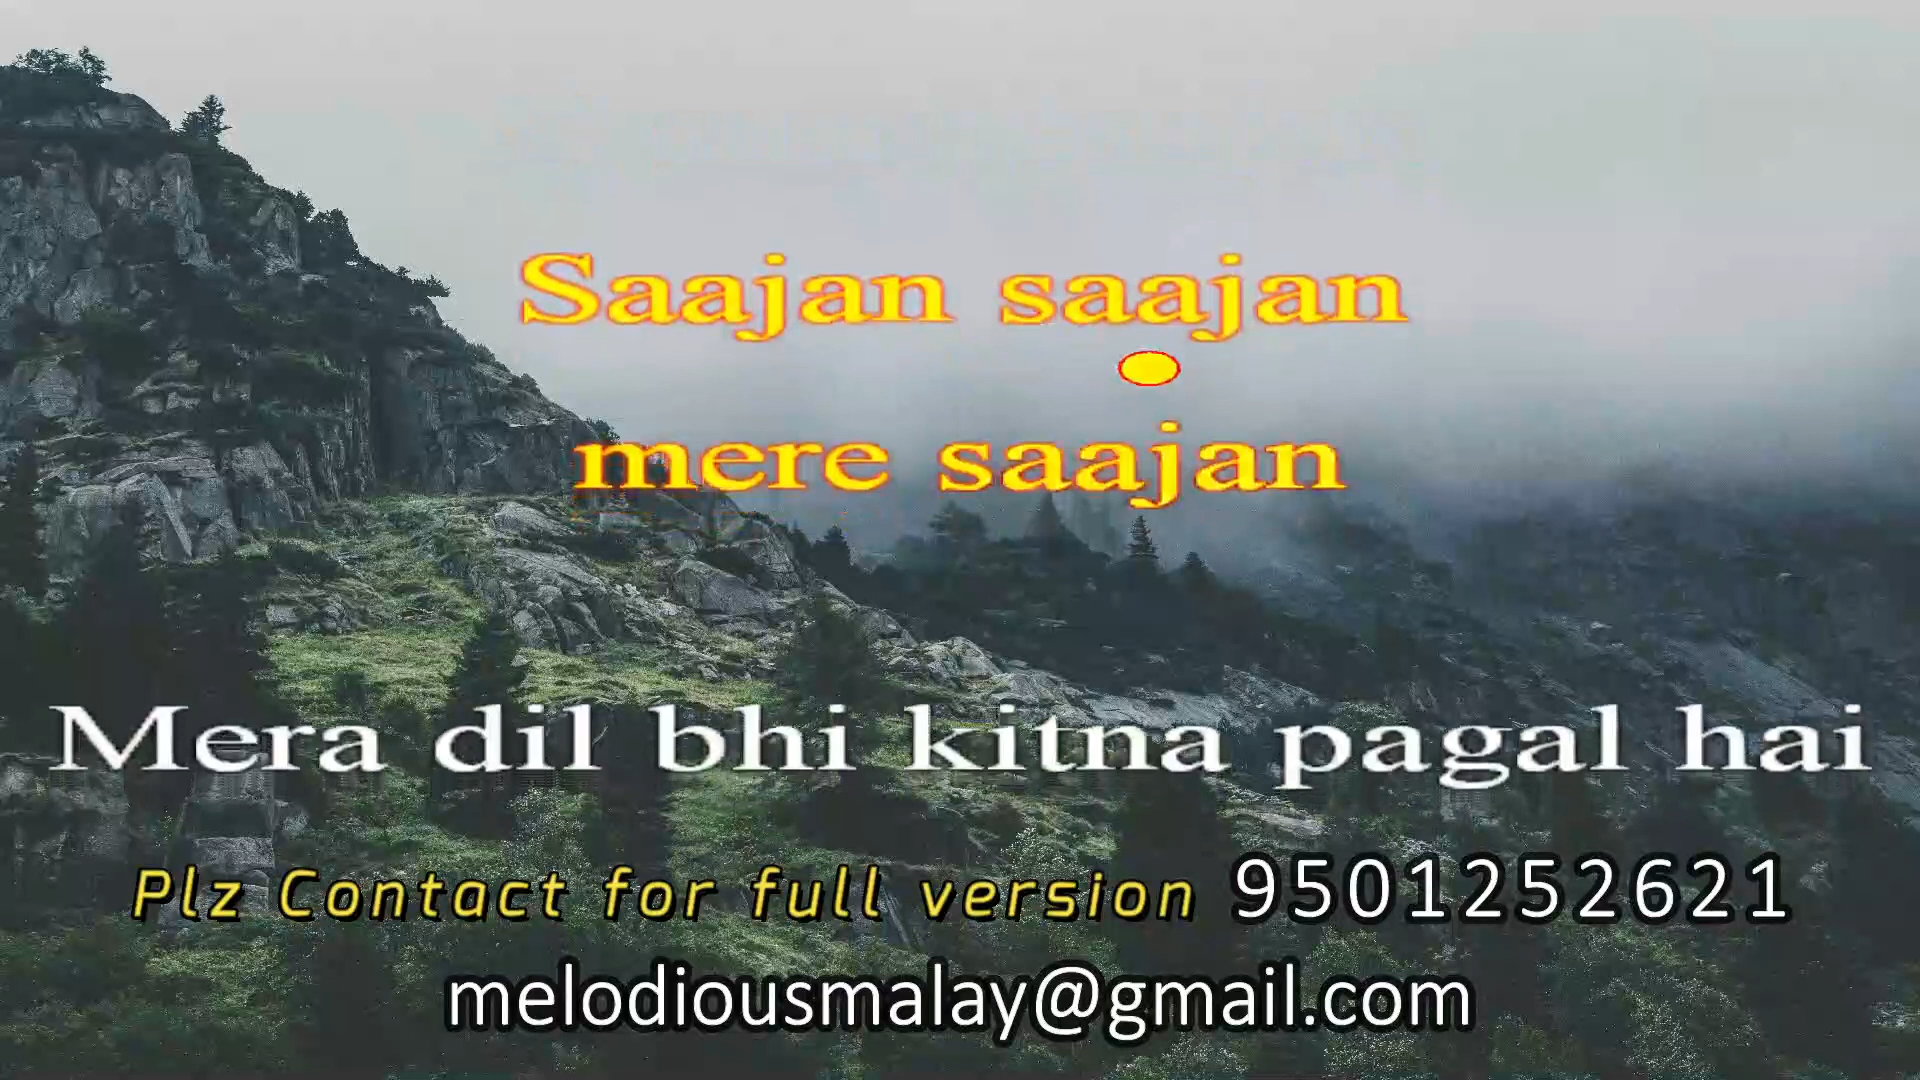 Saajan saajan
mere saajan
Mera dil bhi kitna pagal hai
Plz Contact for full version 9501252621
melodiousmalay@gmail.com